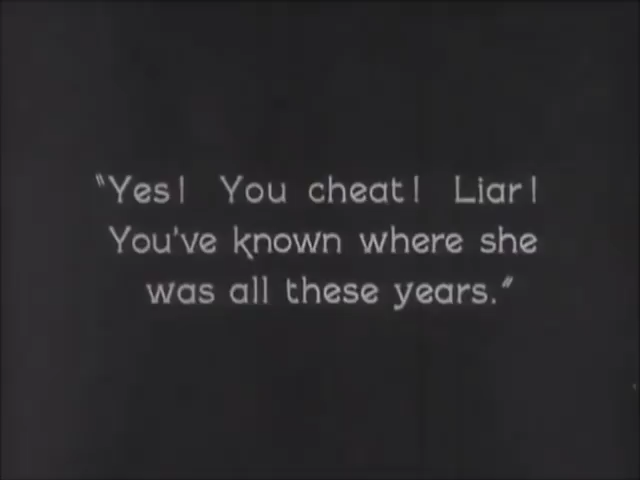 "Yes! You cheat! Liar!
You've known where she
was all these years."